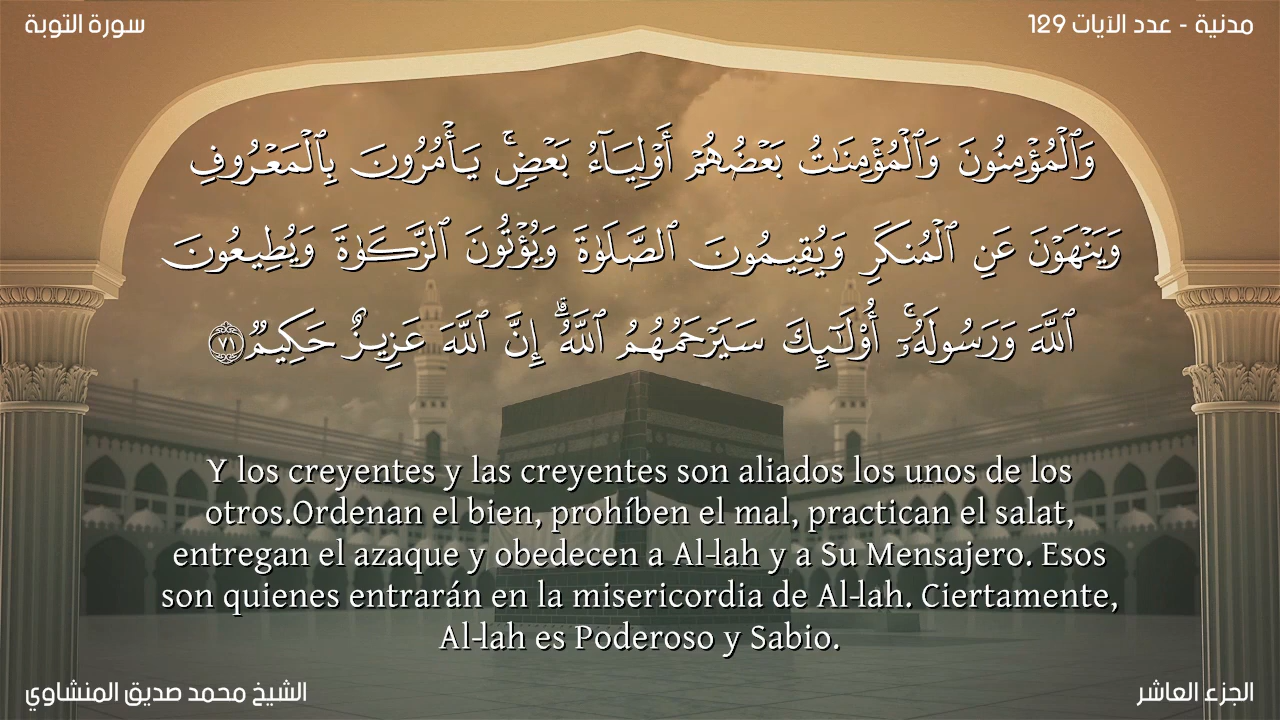 مدنية - عدد الآيات 129
سورة التوبة
وَٱلْمُؤْمِنُونَ وَٱلْمُؤْمِنَٰتُ بَعْضُهُمْ أَوْلِيَآءُ بَعْضٍۚ يَأْمُرُونَ بِٱلْمَعْرُوفِ
وَيَنْهَوْنَ عَنِ ٱلْمُنكَرِ وَيُقِيمُونَ ٱلصَّلَوٰةَ وَيُؤْتُونَ ٱلزَّكَوٰةَ وَيُطِيعُونَ
ٱللَّهَ وَرَسُولَهُۥٓۚ أُو۟لَٰٓئِكَ سَيَرْحَمُهُمُ ٱللَّهُۗ إِنَّ ٱللَّهَ عَزِيزٌ حَكِيمٌ ٧١
Y los creyentes y las creyentes son aliados los unos de los
otros.Ordenan el bien, prohíben el mal, practican el salat,
entregan el azaque y obedecen a Al-lah y a Su Mensajero. Esos
son quienes entrarán en la misericordia de Al-lah. Ciertamente,
Al-lah es Poderoso y Sabio.
الجزء العاشر
الشيخ محمد صديق المنشاوي